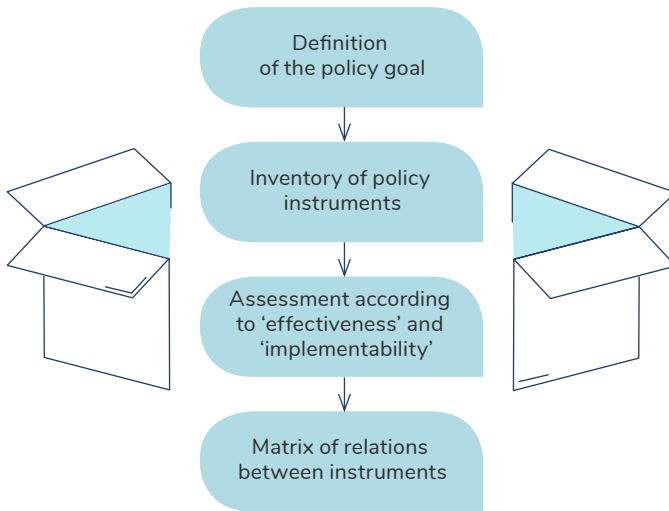 Definition
of the policy goal
Inventory of policy
instruments
Assessment according
to ‘effectiveness’ and
‘implementability’
Matrix of relations
between instruments